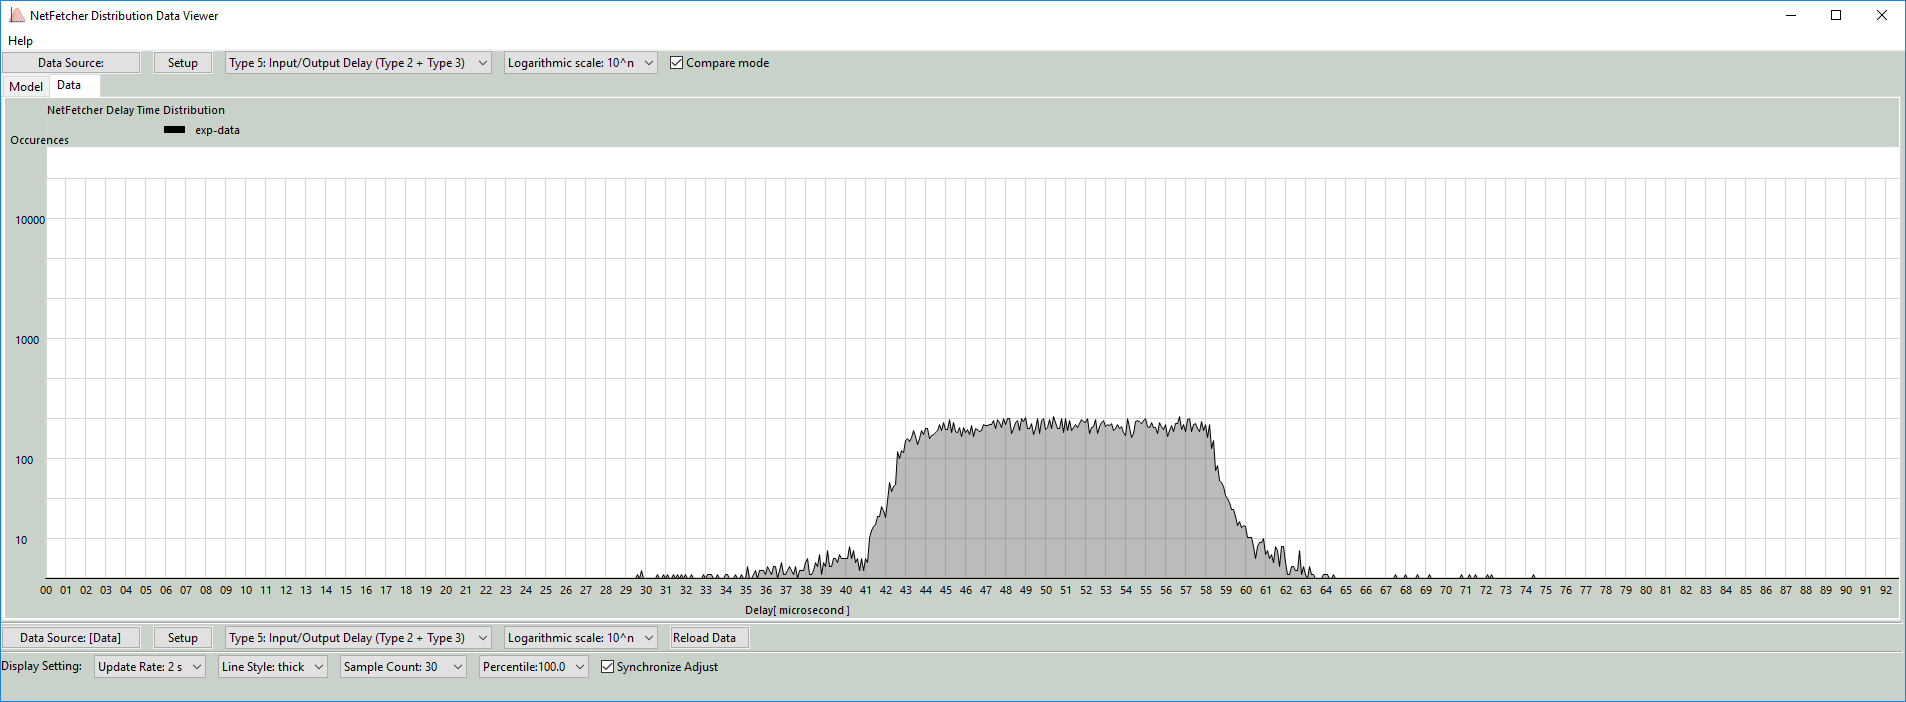 NetFetcher Distribution Data Viewer
Help
Data Source: Setup Type 5: Input/Output Delay (Type 2 + Type 3) Logarithmic scale: 10^n Compare mode
Model Data
NetFetcher Delay Time Distribution
exp-data
Occurences
10000
1000
100
10
00 01 02 03 04 05 06 07 08 09 10 11 12 13 14 15 16 17 18 19 20 21 22 23 24 25 26 27 28 29 30 31 32 33 34 35 36 37 38 39 40 41 43 44 45 46 47 48 49 50 51 52 53 54 55 56 57 58 59 60 61 62 63 64 65 66 67 68 69 70 71 72 73 74 75 76 77 78 79 80 81 82 83 84 85 86 87 88 89 90 91 92
Delay[ microsecond ]
Data Source: [Data] Setup Type 5: Input/Output Delay (Type 2 + Type 3) Logarithmic scale: 10^n Reload Data
Display Setting: Update Rate: 2 s Line Style: thick Sample Count: 30 Percentile:100.0 Synchronize Adjust